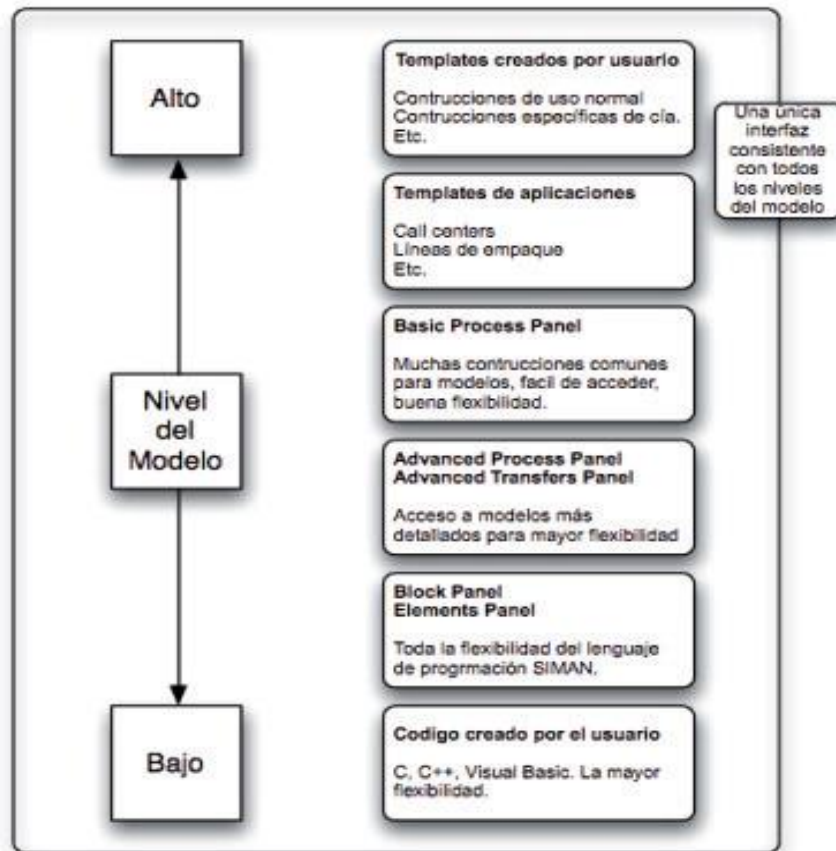 Alto
Nivel
del
Modelo
Bajo
Templates creados por usuario
Contrucciones de uso normal
Contrucciones específicas de cía.
Etc.
Templates de aplicaciones
Call centers
Líneas de empaque
Etc.
Basic Process Panel
Muchas contrucciones comunes
para modelos, facil de acceder,
buena flexibilidad.
Advanced Process Panel
Advanced Transfers Panel
Acceso a modelos más
detallados para mayor flexibilidad
Block Panel
Elements Panel
Toda la flexibilidad del lenguaje
de progrmación SIMAN.
Codigo creado por el usuario
C, C++, Visual Basic. La mayor
flexibilidad.
Una única
interfaz
consistente
con todos
los niveles
del modelo